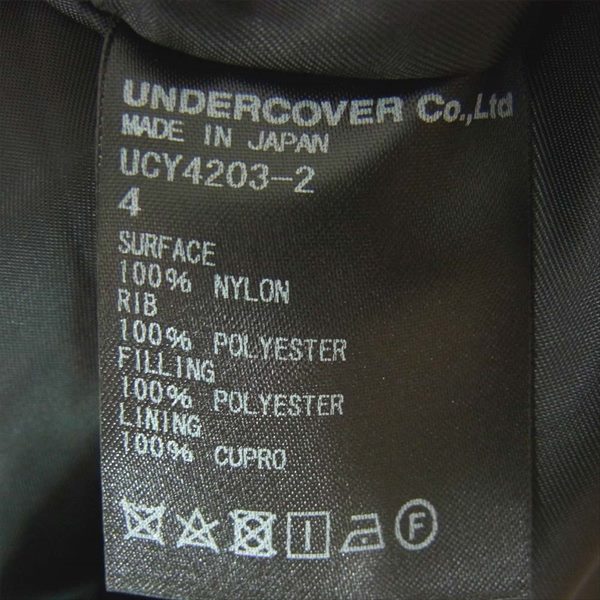 UNDERCOVER Co.,Ltd
MADE IN JAPAN
UCY4203-2
4
SURFACE
100% NYLON
RIB
100% POLYESTER
FILLING
100% POLYESTER
LINING
100% CUPRO
F